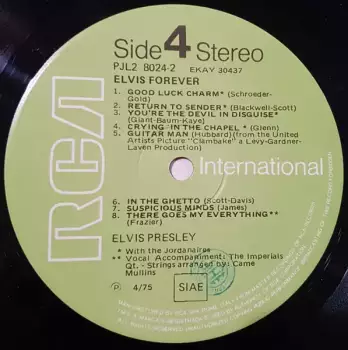 Side 4 Stereo
PJL2 8024-2 EKAY 30437
ELVIS FOREVER
1. GOOD LUCK CHARM* (Schroeder-
Gold)
2. RETURN TO SENDER* (Blackwell-Scott)
3. YOU'RE THE DEVIL IN DISGUISE*
(Giant-Baum-Kaye)
4. CRYING IN THE CHAPEL * (Glenn)
5. GUITAR MAN (Hubbard)(from the United
Artists Picture "Clambake" a Levy-Gardner-
Laven Production)
RCA
International
6. IN THE GHETTO (Scott-Davis)
7. SUSPICIOUS MINDS (James)
8. THERE GOES MY EVERYTHING**
(Frazier)
ELVIS PRESLEY
* With the Jordanaires
** Vocal Accompaniment: The Imperials
Qt. - Strings arranged by: Came
Mullins
Ⓟ 4/75
SIAE